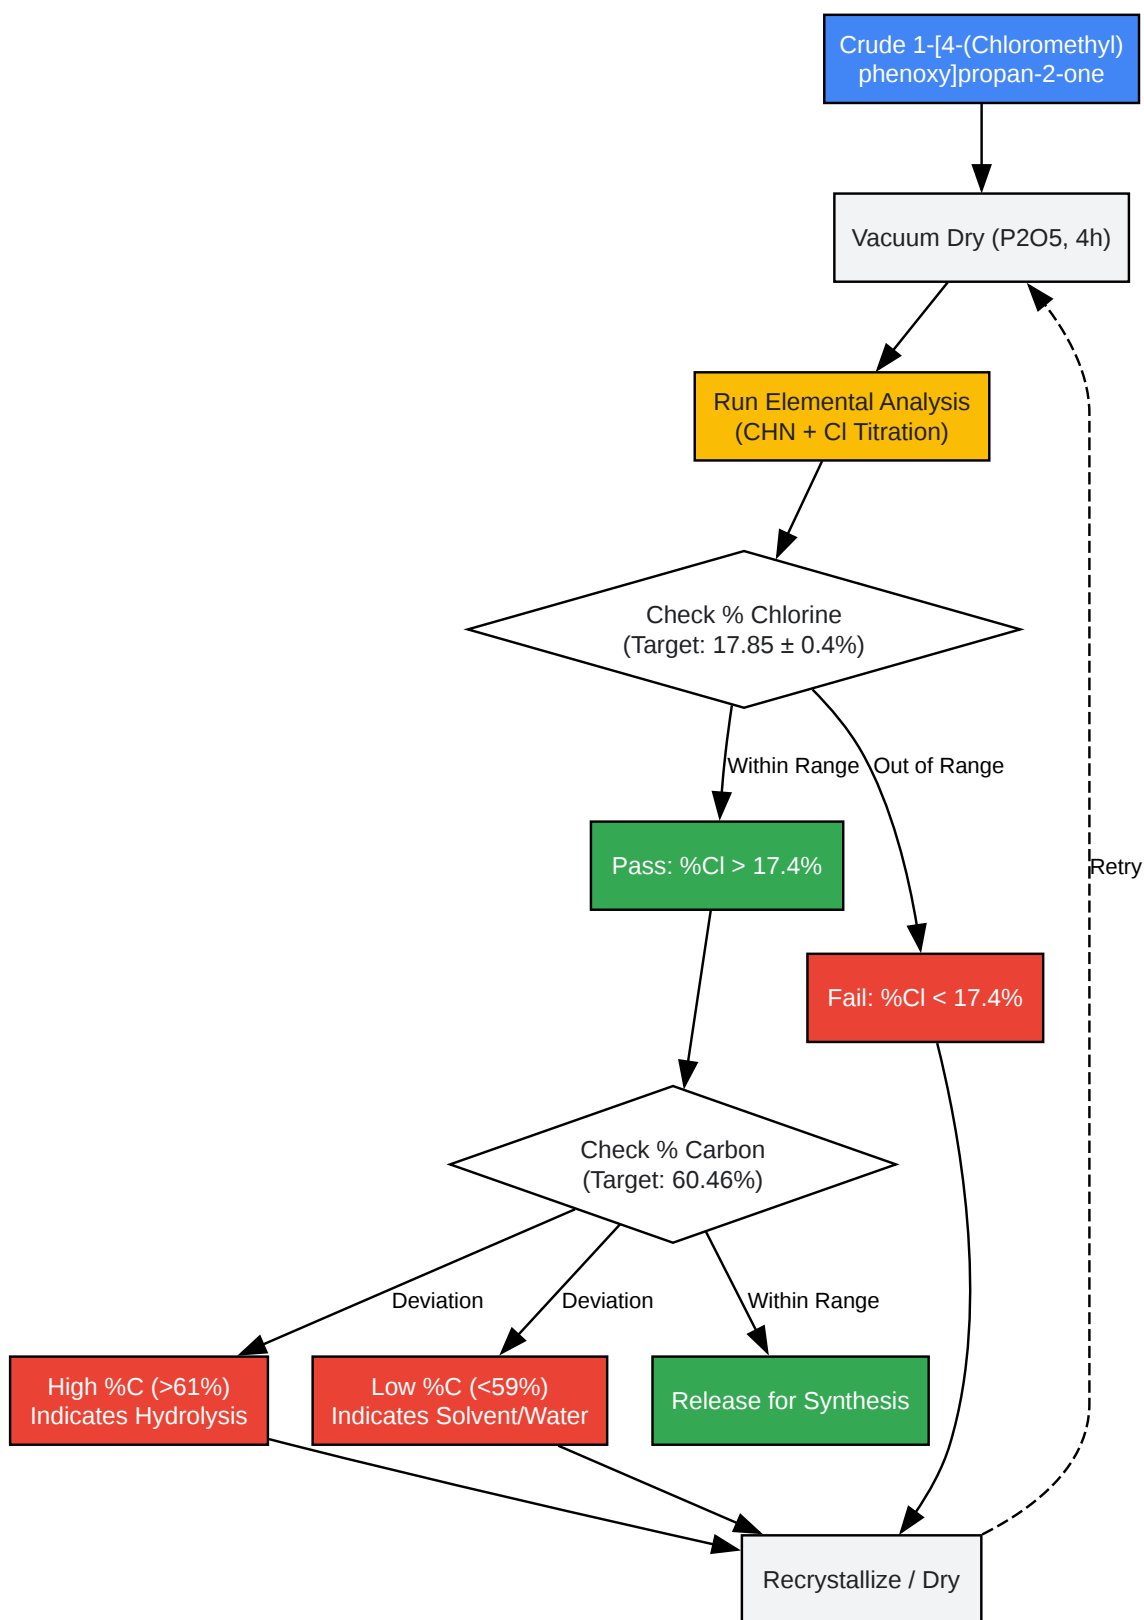 Crude 1-[4-(Chloromethyl)
phenoxy]propan-2-one
Vacuum Dry (P2O5, 4h)
Run Elemental Analysis
(CHN + Cl Titration)
Check % Chlorine
(Target: 17.85 ± 0.4%)
Within Range
Out of Range
Pass: %Cl > 17.4%
Retry
Fail: %Cl < 17.4%
Check % Carbon
(Target: 60.46%)
Deviation
Deviation
Within Range
High %C (>61%)
Indicates Hydrolysis
Low %C (<59%)
Indicates Solvent/Water
Release for Synthesis
Recrystallize / Dry